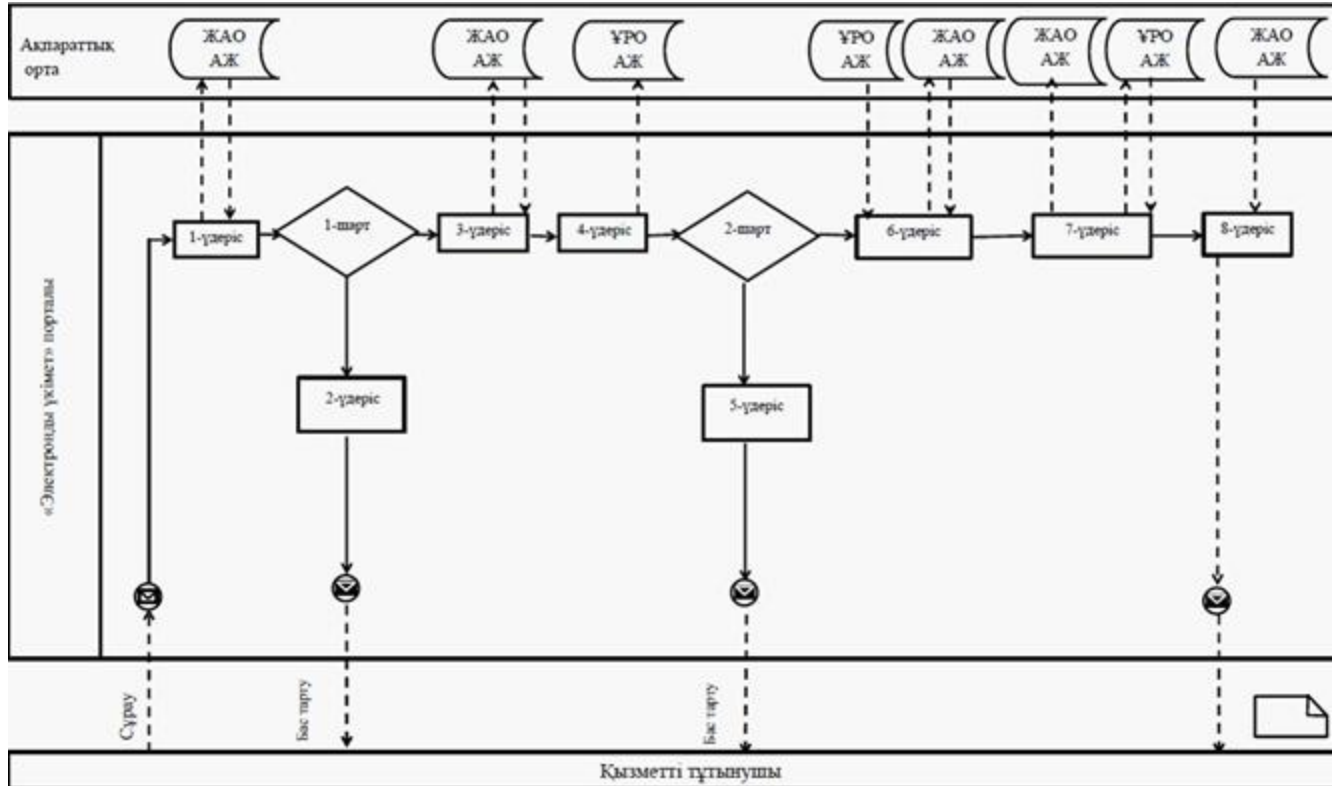 Ақпараттық
орта
ЖАО
АЖ
ЖАО
АЖ
ҰРО
АЖ
ҰРО
АЖ
ЖАО
АЖ
ЖАО
АЖ
ҰРО
АЖ
ЖАО
АЖ
«Электронды үкімет» порталы
1-үдеріс
1-шарт
3-үдеріс
4-үдеріс
2-шарт
6-үдеріс
7-үдеріс
8-үдеріс
2-үдеріс
5-үдеріс
Сұрау
Бас тарту
Бас тарту
Қызметті тұтынушы